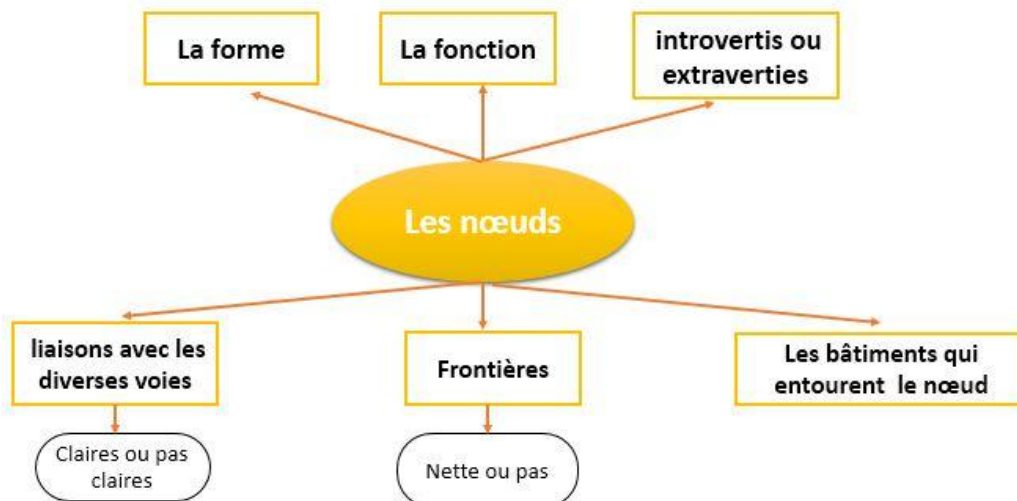 La forme
La fonction
introvertis ou
extraverties
Les nœuds
liaisons avec les
diverses voies
Frontières
Les bâtiments qui
entourent le nœud
Claires ou pas
claires
Nette ou pas